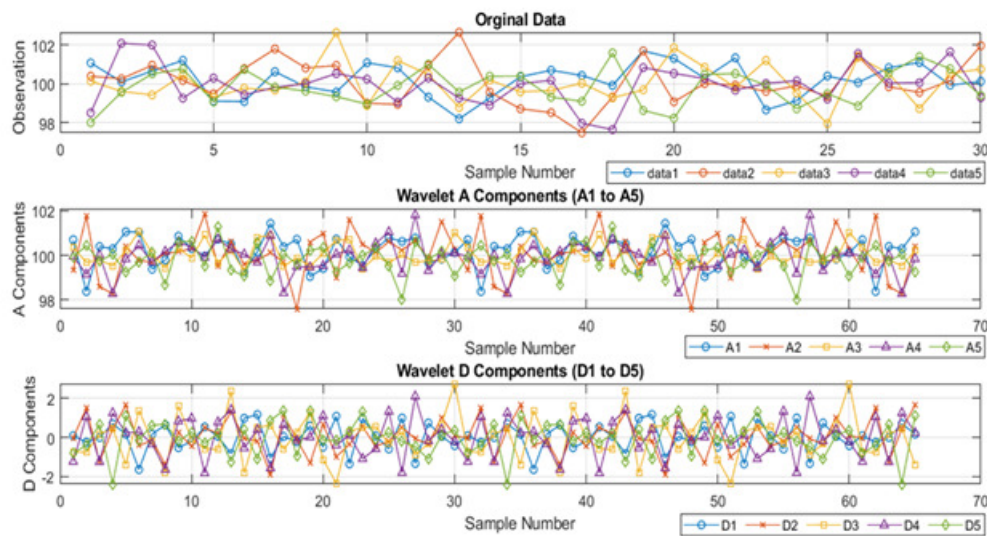 Orginal Data
Observation
102
100
98
0 5 10 15 20 25 30
Sample Number
data1 data2 data3 data4 data5
Wavelet A Components (A1 to A5)
A Components
102
100
98
0 10 20 30 40 50 60 70
Sample Number
A1 A2 A3 A4 A5
Wavelet D Components (D1 to D5)
D Components
2
0
-2
0 10 20 30 40 50 60 70
Sample Number
D1 D2 D3 D4 D5